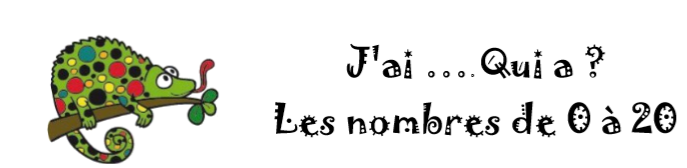 J'ai ....Qui a ?
Les nombres de 0 à 20